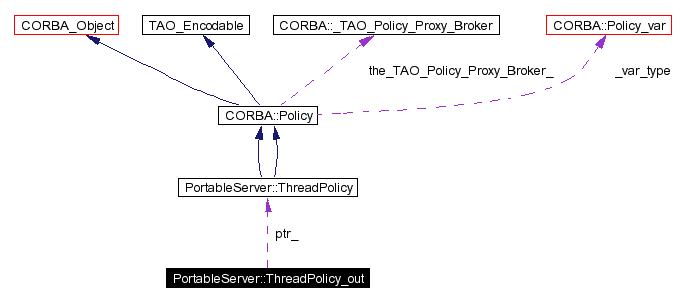 CORBA_Object
TAO_Encodable
CORBA::_TAO_Policy_Proxy_Broker
CORBA::Policy_var
the_TAO_Policy_Proxy_Broker_
_var_type
CORBA::Policy
PortableServer::ThreadPolicy
ptr_
PortableServer::ThreadPolicy_out